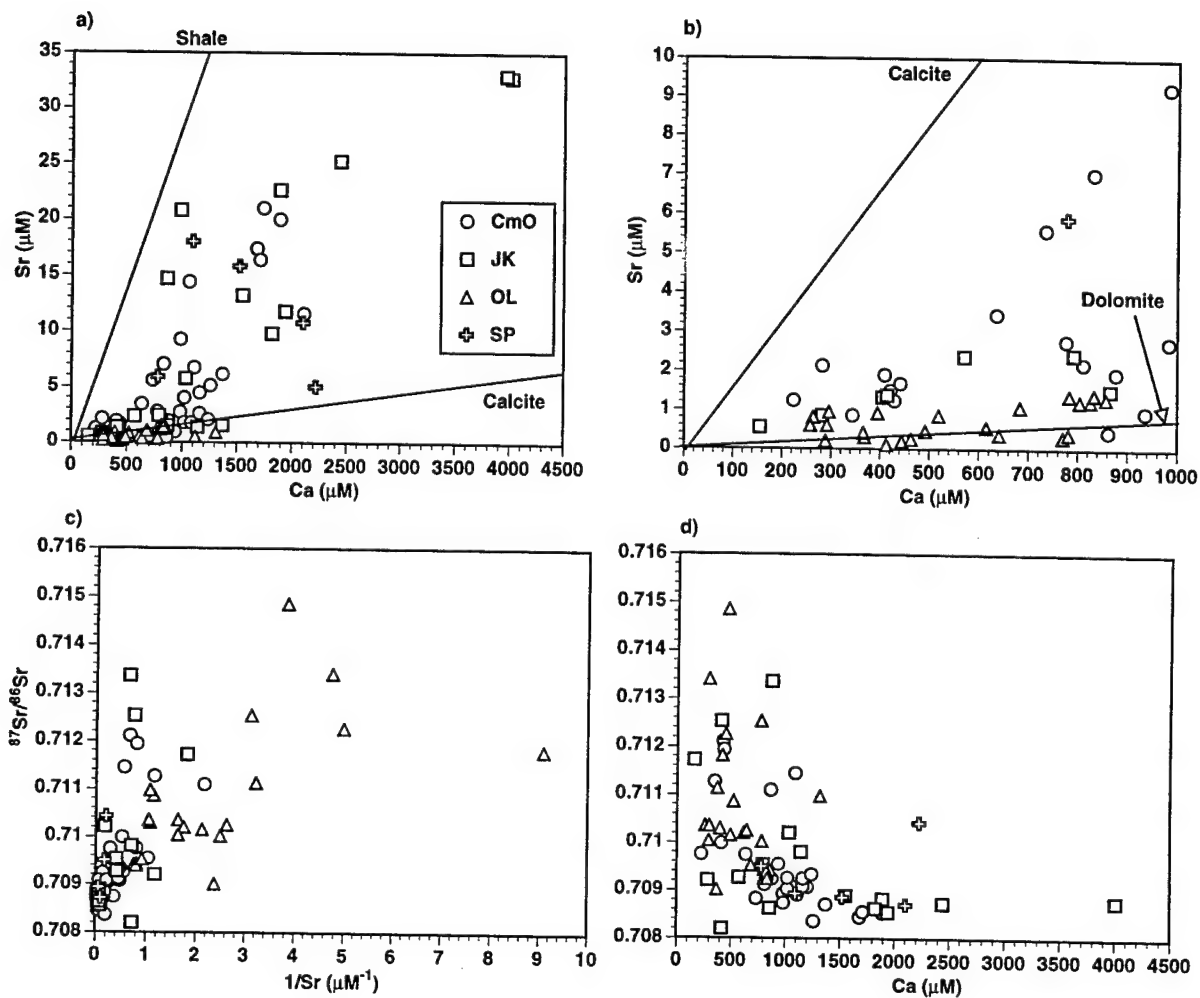 a)
Shale
35
30
25
20
15
10
5
0
Sr (μM)
CmO
JK
OL
SP
Calcite
0 500 1000 1500 2000 2500 3000 3500 4000 4500
Ca (μM)
b)
Calcite
10
9
8
7
6
5
4
3
2
1
0
Sr (μM)
Dolomite
0 100 200 300 400 500 600 700 800 900 1000
Ca (μM)
c)
0.716
0.715
0.714
0.713
0.712
0.711
0.71
0.709
0.708
87Sr/86Sr
0 1 2 3 4 5 6 7 8 9 10
1/Sr (μM-1)
d)
0.716
0.715
0.714
0.713
0.712
0.711
0.71
0.709
0.708
0 500 1000 1500 2000 2500 3000 3500 4000 4500
Ca (μM)